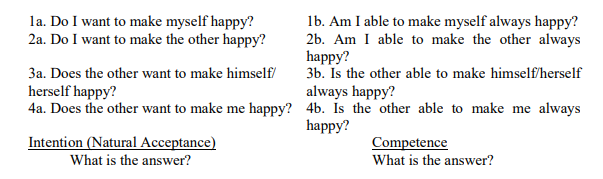 1a. Do I want to make myself happy?
1b. Am I able to make myself always happy?
2a. Do I want to make the other happy?
2b. Am I able to make the other always
happy?
3a. Does the other want to make himself/
herself happy?
3b. Is the other able to make himself/herself
always happy?
4a. Does the other want to make me happy?
4b. Is the other able to make me always
happy?
Intention (Natural Acceptance)
Competence
What is the answer?
What is the answer?